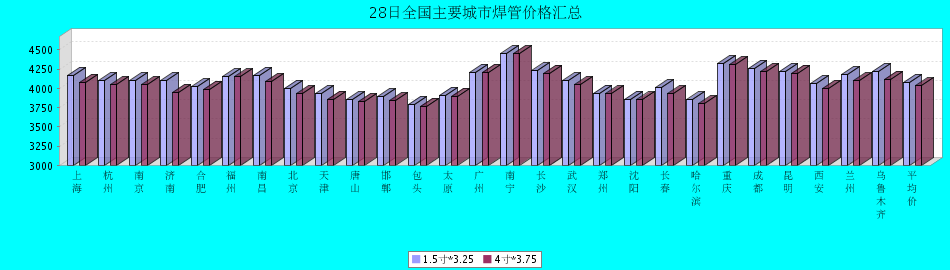 28日全国主要城市焊管价格汇总
4500
4250
4000
3750
3500
3250
3000
上海
杭州
南京
济南
合肥
福州
南昌
北京
天津
唐山
邯郸
包头
太原
广州
南宁
长沙
武汉
郑州
沈阳
长春
哈尔滨
重庆
成都
昆明
西安
兰州
乌鲁木齐
平均价
1.5寸*3.25
4寸*3.75